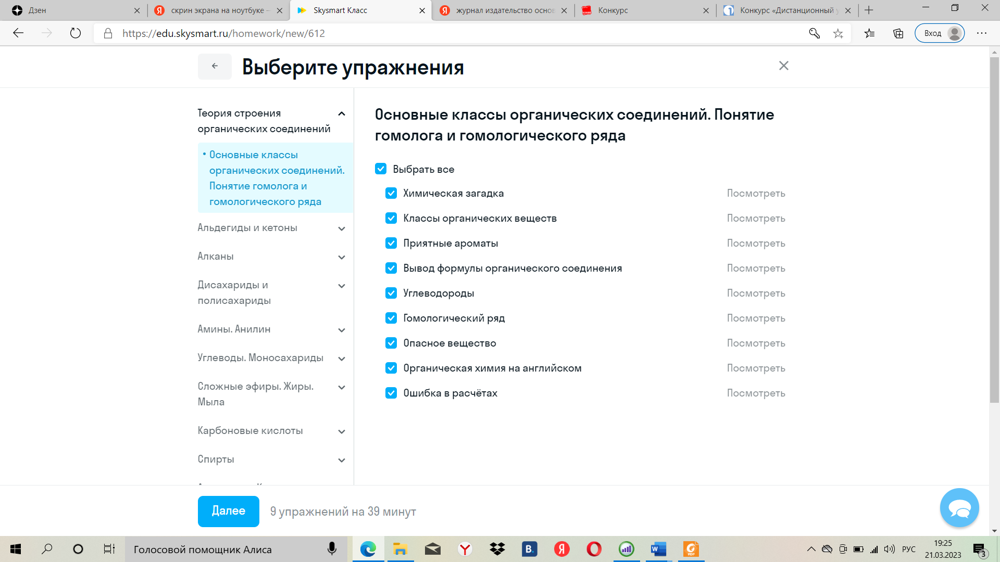 Дзен
скрин экрана на ноутбуке –
Skysmart Класс
журнал издательство основ
Конкурс
Конкурс «Дистанционный у
https://edu.skysmart.ru/homework/new/612
Вход
Выберите упражнения
Теория строения
органических соединений
• Основные классы
органических соединений.
Понятие гомолога и
гомологического ряда
Альдегиды и кетоны
Алканы
Дисахариды и
полисахариды
Амины. Анилин
Углеводы. Моносахариды
Сложные эфиры. Жиры.
Мыла
Карбоновые кислоты
Спирты
Основные классы органических соединений. Понятие
гомолога и гомологического ряда
Выбрать все
Химическая загадка Посмотреть
Классы органических веществ Посмотреть
Приятные ароматы Посмотреть
Вывод формулы органического соединения Посмотреть
Углеводороды Посмотреть
Гомологический ряд Посмотреть
Опасное вещество Посмотреть
Органическая химия на английском Посмотреть
Ошибка в расчётах Посмотреть
Далее
9 упражнений на 39 минут
Голосовой помощник Алиса
РУС
19:25
21.03.2023
3